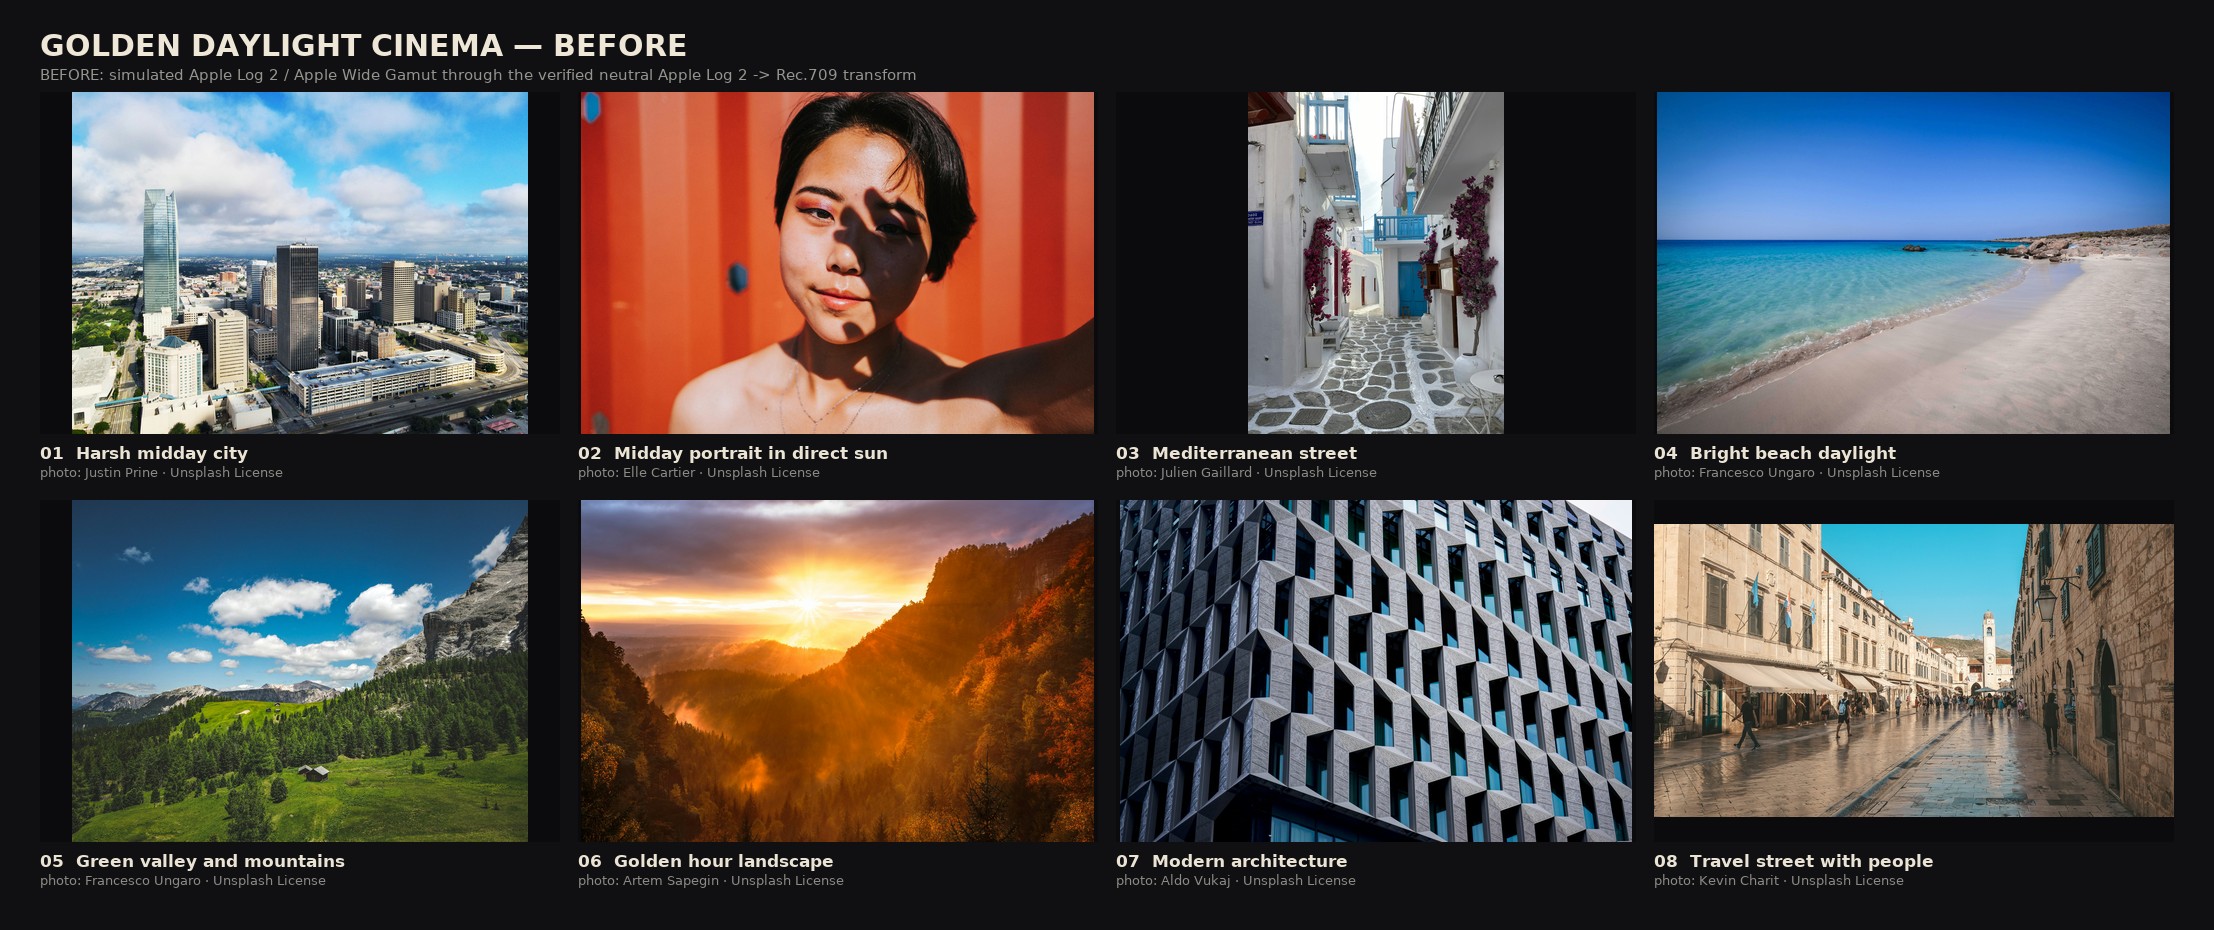 GOLDEN DAYLIGHT CINEMA — BEFORE
BEFORE: simulated Apple Log 2 / Apple Wide Gamut through the verified neutral Apple Log 2 -> Rec.709 transform
01 Harsh midday city
photo: Justin Prine · Unsplash License
02 Midday portrait in direct sun
photo: Elle Cartier · Unsplash License
03 Mediterranean street
photo: Julien Gaillard · Unsplash License
04 Bright beach daylight
photo: Francesco Ungaro · Unsplash License
05 Green valley and mountains
photo: Francesco Ungaro · Unsplash License
06 Golden hour landscape
photo: Artem Sapegin · Unsplash License
07 Modern architecture
photo: Aldo Vukaj · Unsplash License
08 Travel street with people
photo: Kevin Charit · Unsplash License